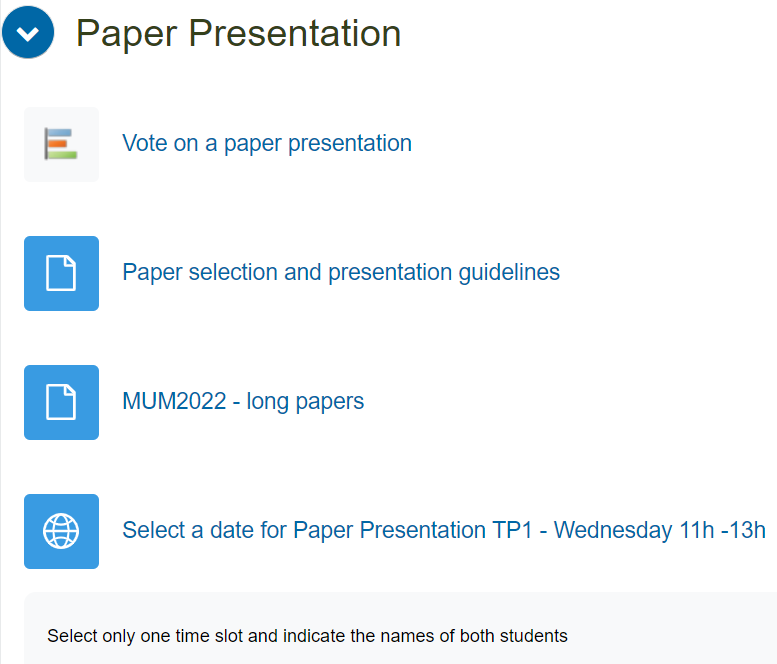 Paper Presentation
Vote on a paper presentation
Paper selection and presentation guidelines
MUM2022 - long papers
Select a date for Paper Presentation TP1 - Wednesday 11h -13h
Select only one time slot and indicate the names of both students